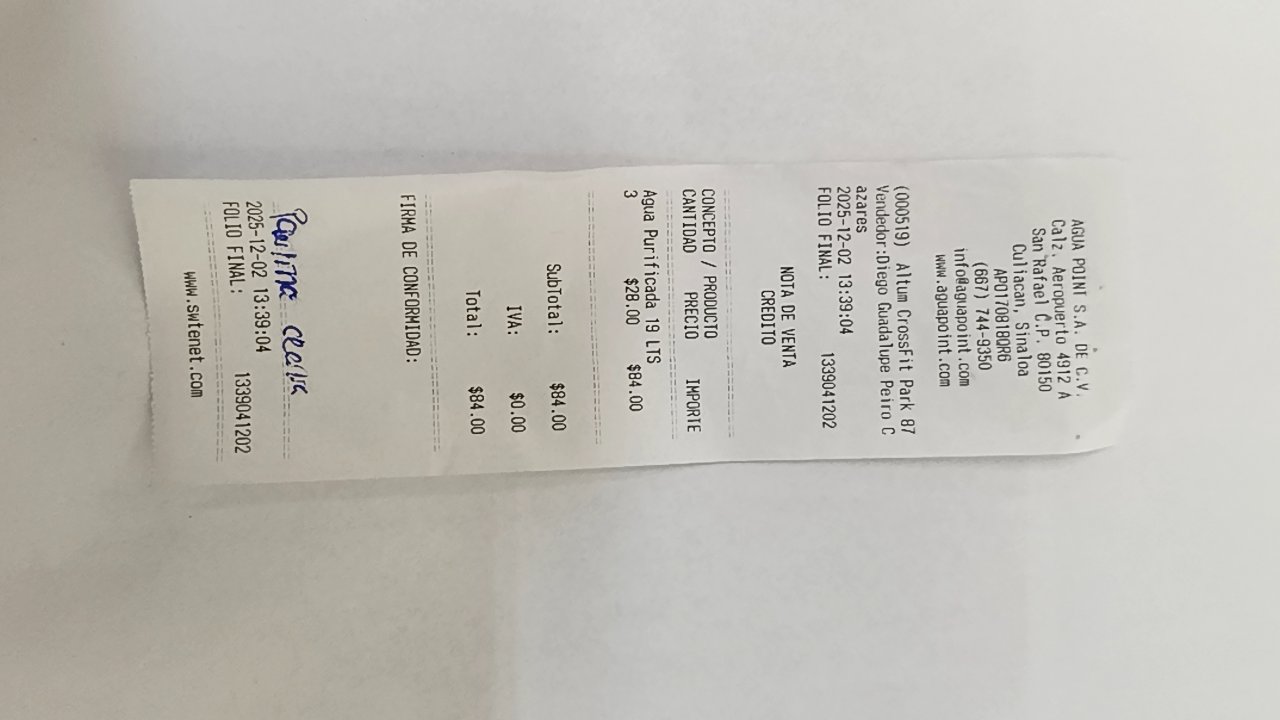 AGUA POINT S.A. DE C.V.
Calz. Aeropuerto 4912 A
San Rafael C.P. 80150
Culiacan, Sinaloa
APO170818QR6
(667) 744-9350
info@aguapoint.com
www.aguapoint.com
(000519) Altum CrossFit Park 87
Vendedor:Diego Guadalupe Peiro C
azares
2025-12-02 13:39:04
FOLIO FINAL: 1339041202
NOTA DE VENTA
CREDITO
CONCEPTO / PRODUCTO
CANTIDAD PRECIO IMPORTE
Agua Purificada 19 LTS
3 $28.00 $84.00
SubTotal: $84.00
IVA: $0.00
Total: $84.00
FIRMA DE CONFORMIDAD:
2025-12-02 13:39:04
FOLIO FINAL: 1339041202
www.swtenet.com